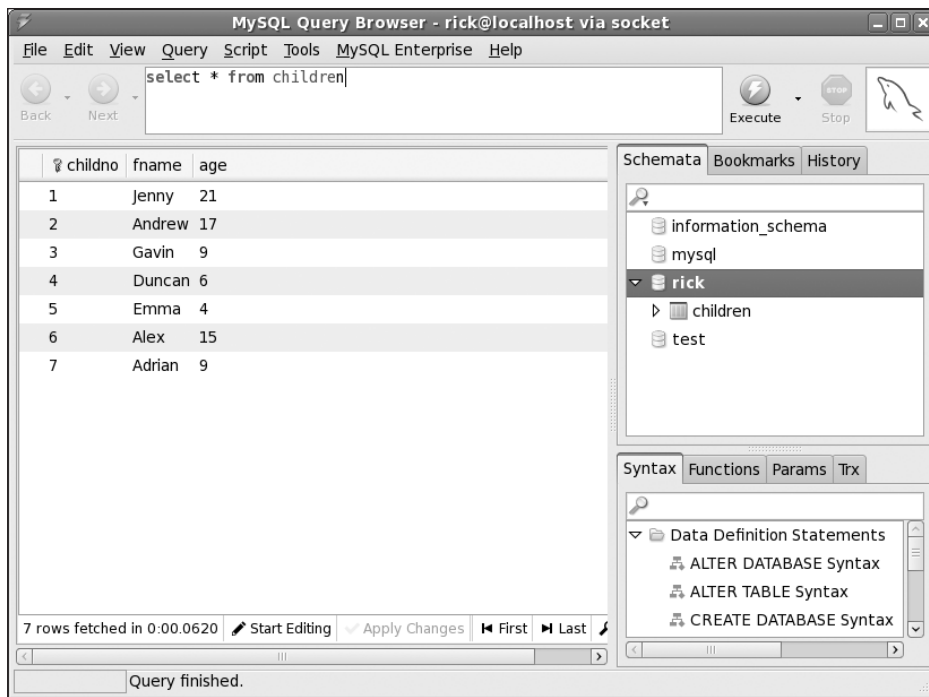 MySQL Query Browser - rick@localhost via socket
File Edit View Query Script Tools MySQL Enterprise Help
select * from children
Back Next Execute STOP Stop
childno fname age
1 Jenny 21
2 Andrew 17
3 Gavin 9
4 Duncan 6
5 Emma 4
6 Alex 15
7 Adrian 9
7 rows fetched in 0:00.0620 Start Editing Apply Changes First Last
Schemata Bookmarks History
information_schema
mysql
rick
children
test
Syntax Functions Params Trx
Data Definition Statements
ALTER DATABASE Syntax
ALTER TABLE Syntax
CREATE DATABASE Syntax
Query finished.